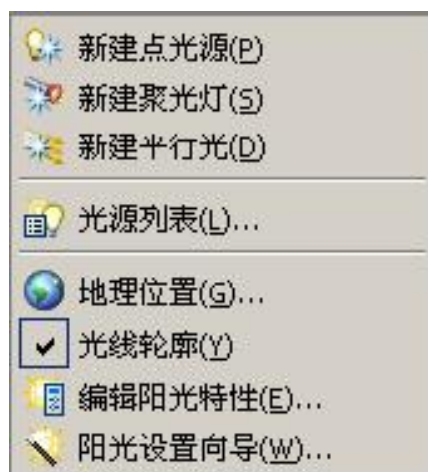 新建点光源(P)
新建聚光灯(S)
新建平行光(D)
光源列表(L)...
地理位置(G)...
光线轮廓(Y)
编辑阳光特性(E)...
阳光设置向导(W)...